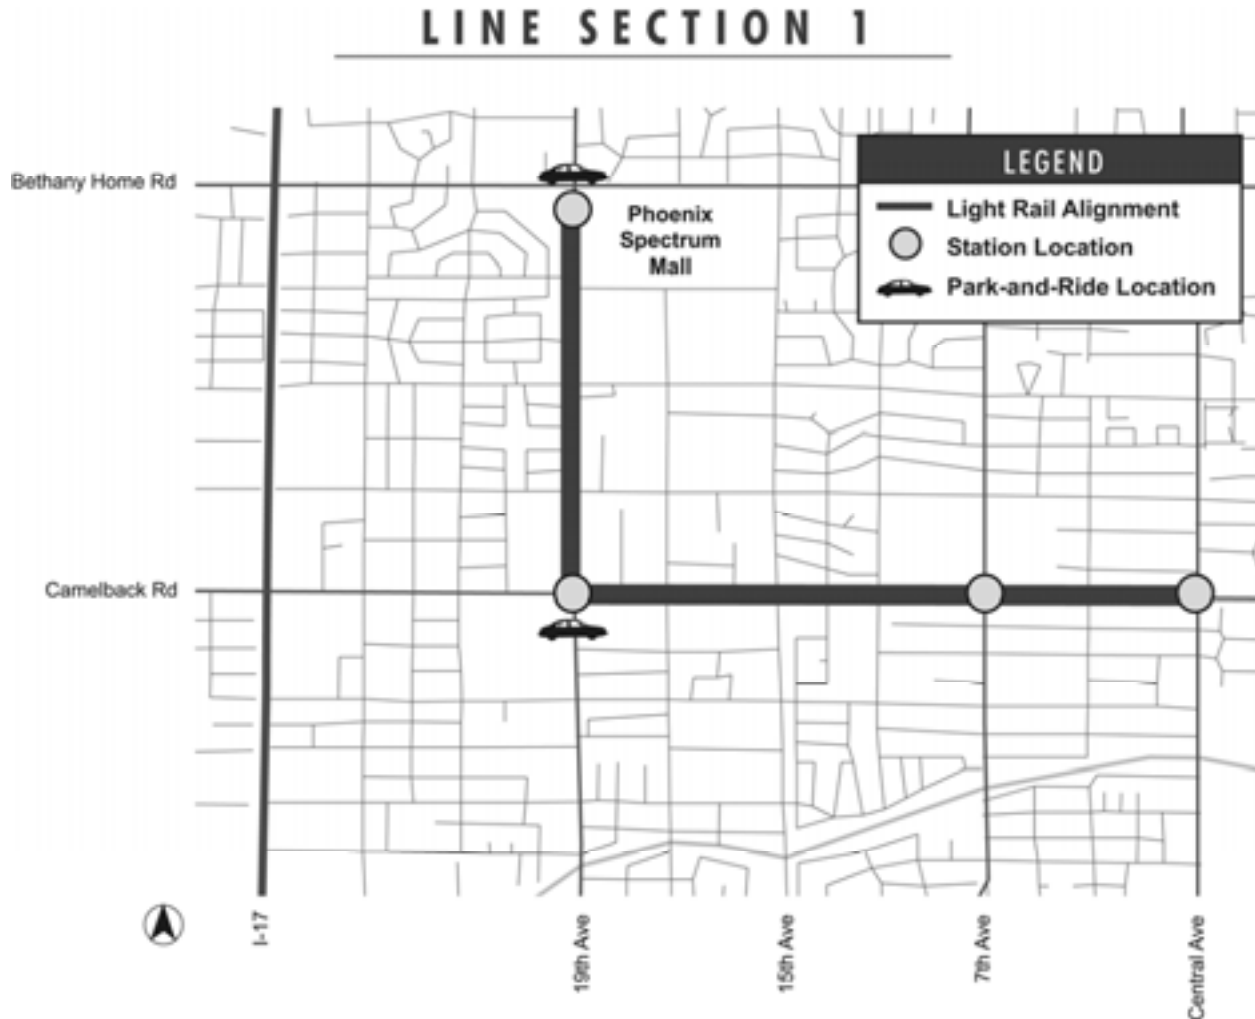 LINE SECTION 1
Bethany Home Rd
Phoenix
Spectrum
Mall
LEGEND
Light Rail Alignment
Station Location
Park-and-Ride Location
Camelback Rd
I-17
19th Ave
15th Ave
7th Ave
Central Ave